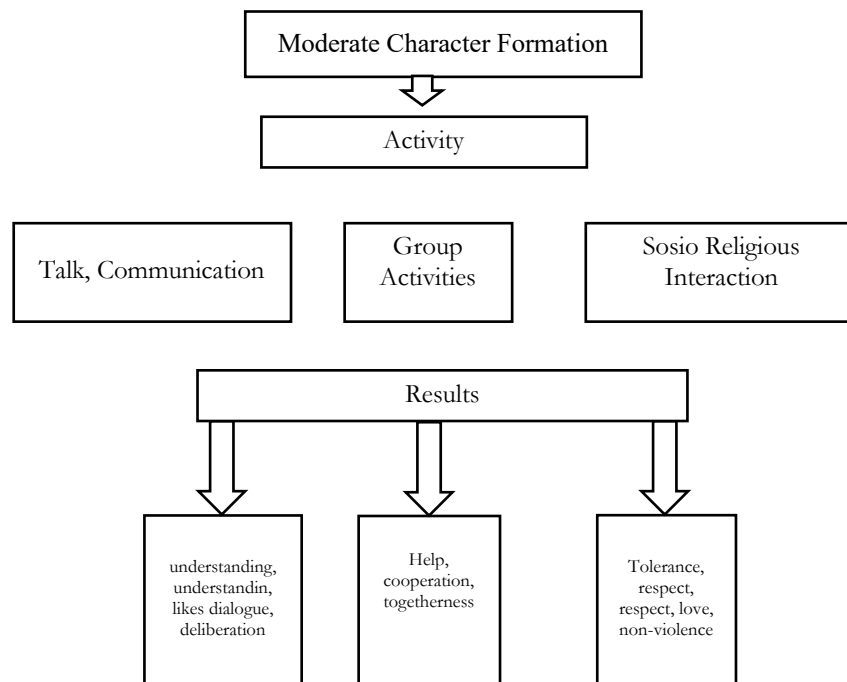 Moderate Character Formation
Activity
Talk, Communication
Group
Activities
Sosio Religious
Interaction
Results
understanding,
understandin,
likes dialogue,
deliberation
Help,
cooperation,
togetherness
Tolerance,
respect,
respect, love,
non-violence